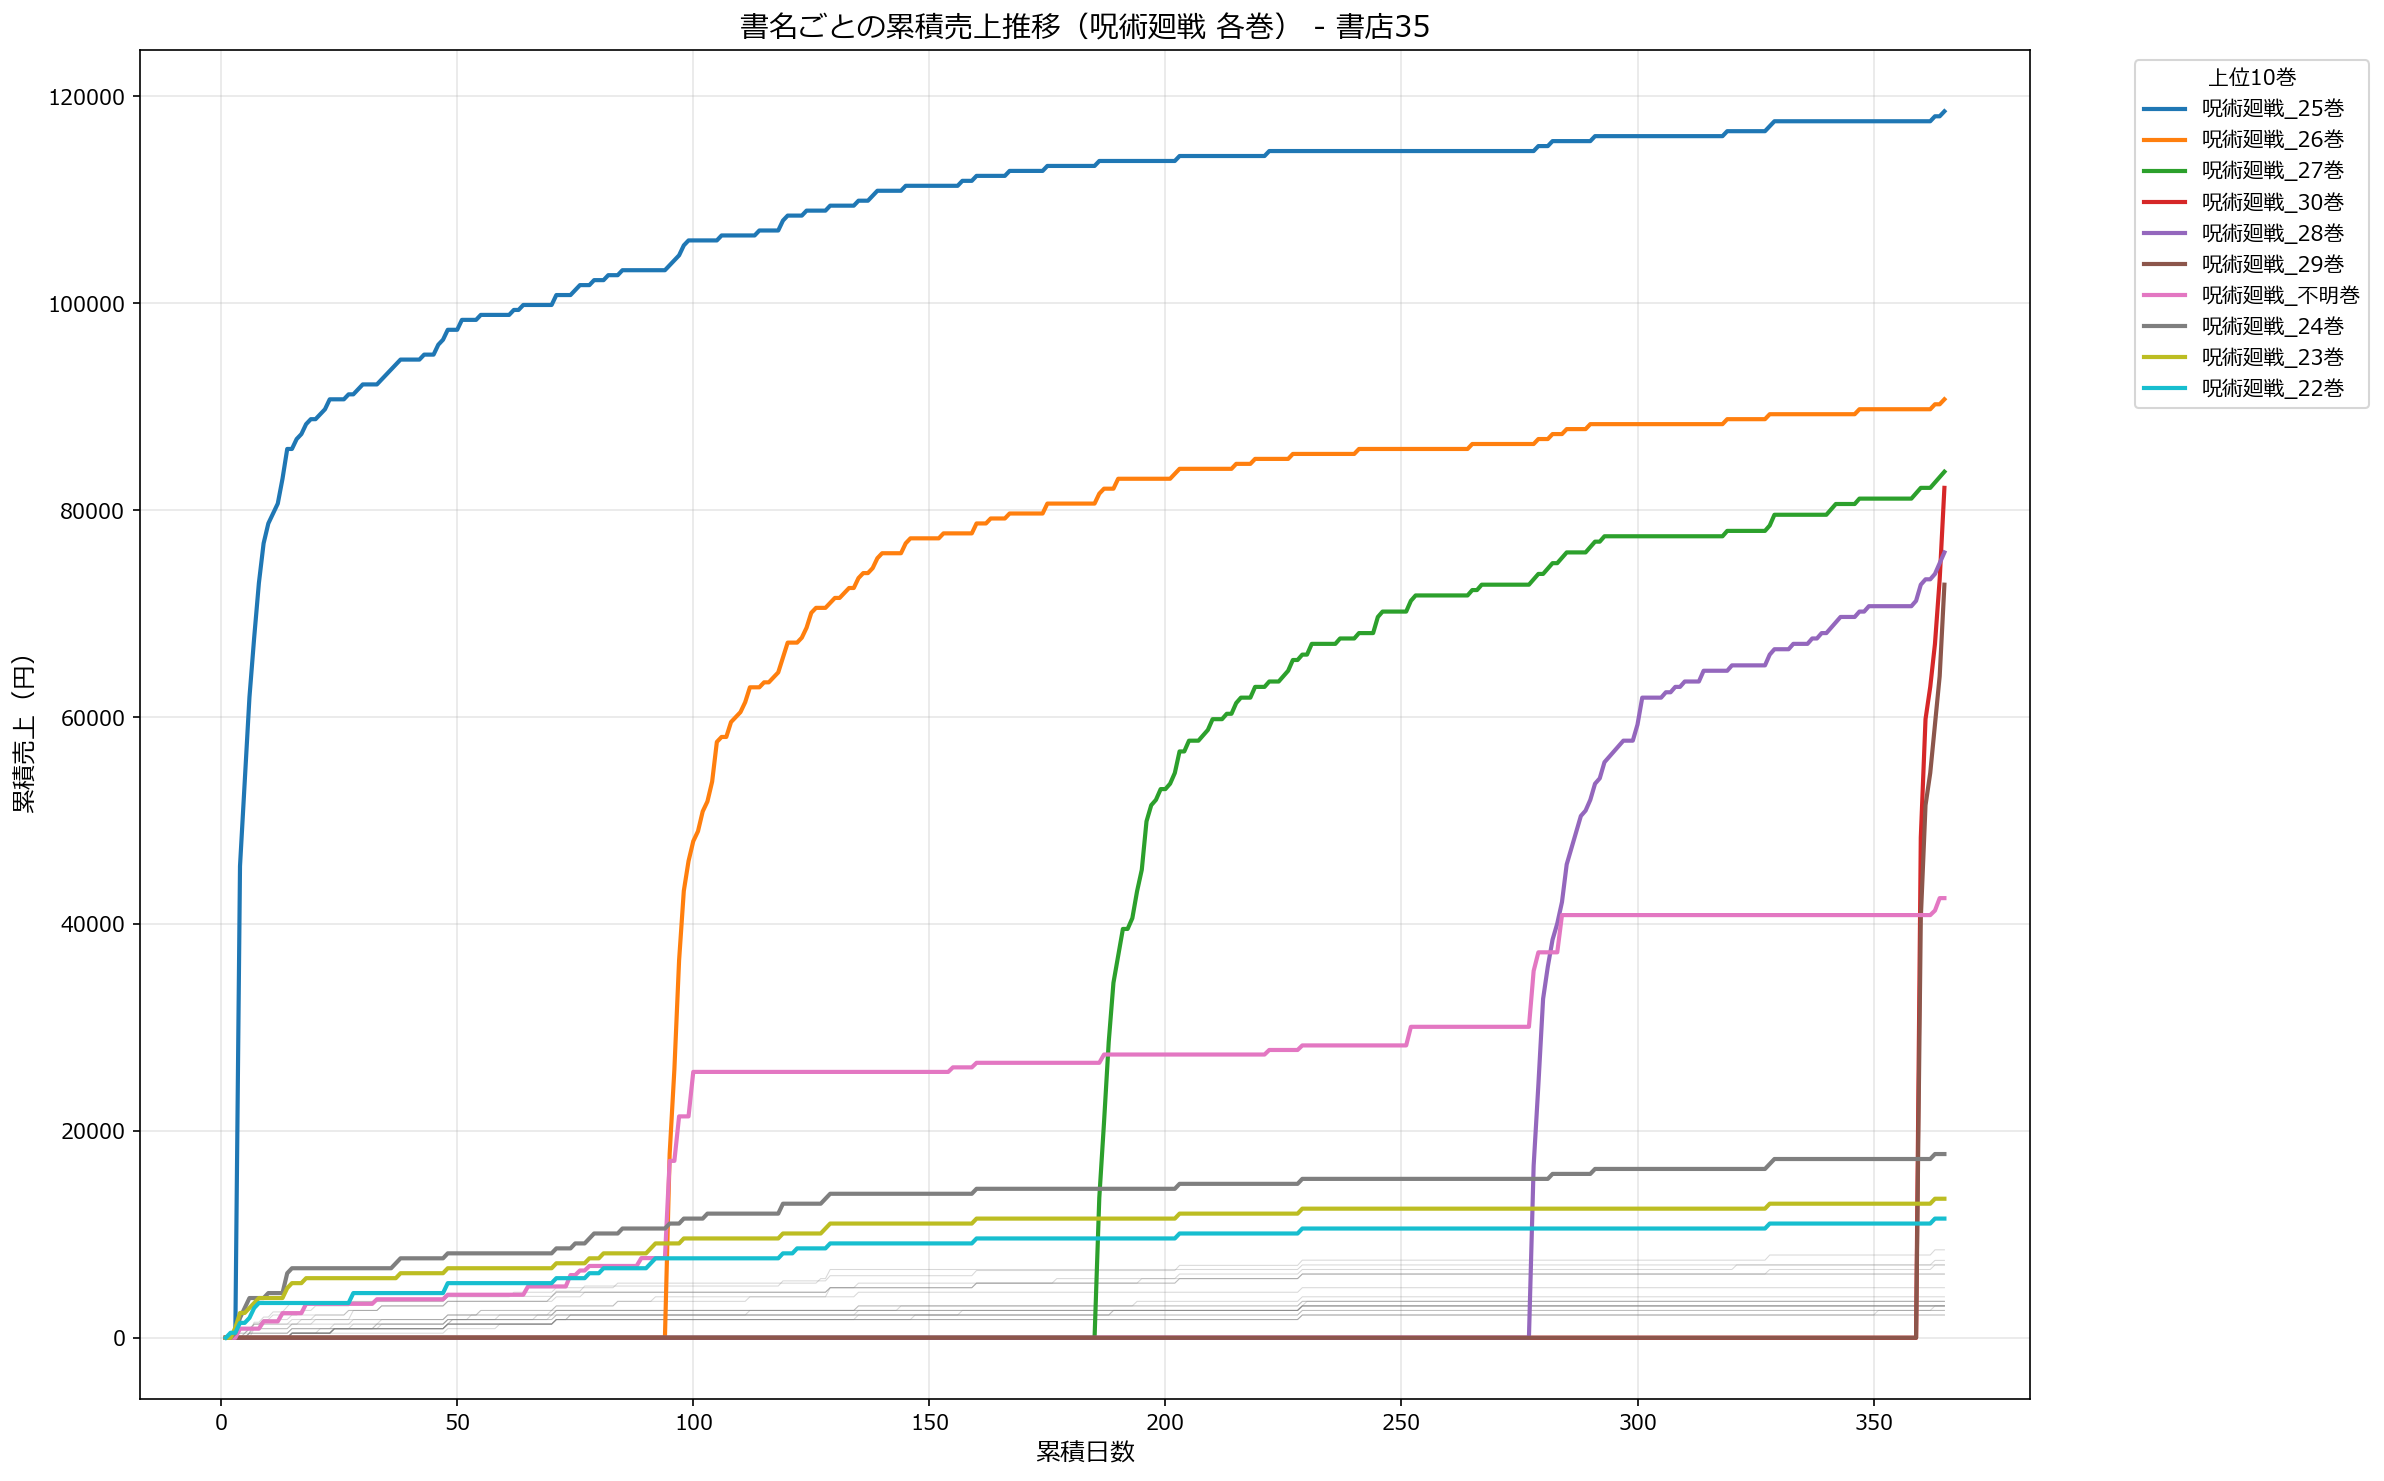 書名ごとの累積売上推移（呪術廻戦 各巻） - 書店35
上位10巻
呪術廻戦_25巻
呪術廻戦_26巻
呪術廻戦_27巻
呪術廻戦_30巻
呪術廻戦_28巻
呪術廻戦_29巻
呪術廻戦_不明巻
呪術廻戦_24巻
呪術廻戦_23巻
呪術廻戦_22巻
累積売上（円）
120000
100000
80000
60000
40000
20000
0
0 50 100 150 200 250 300 350
累積日数